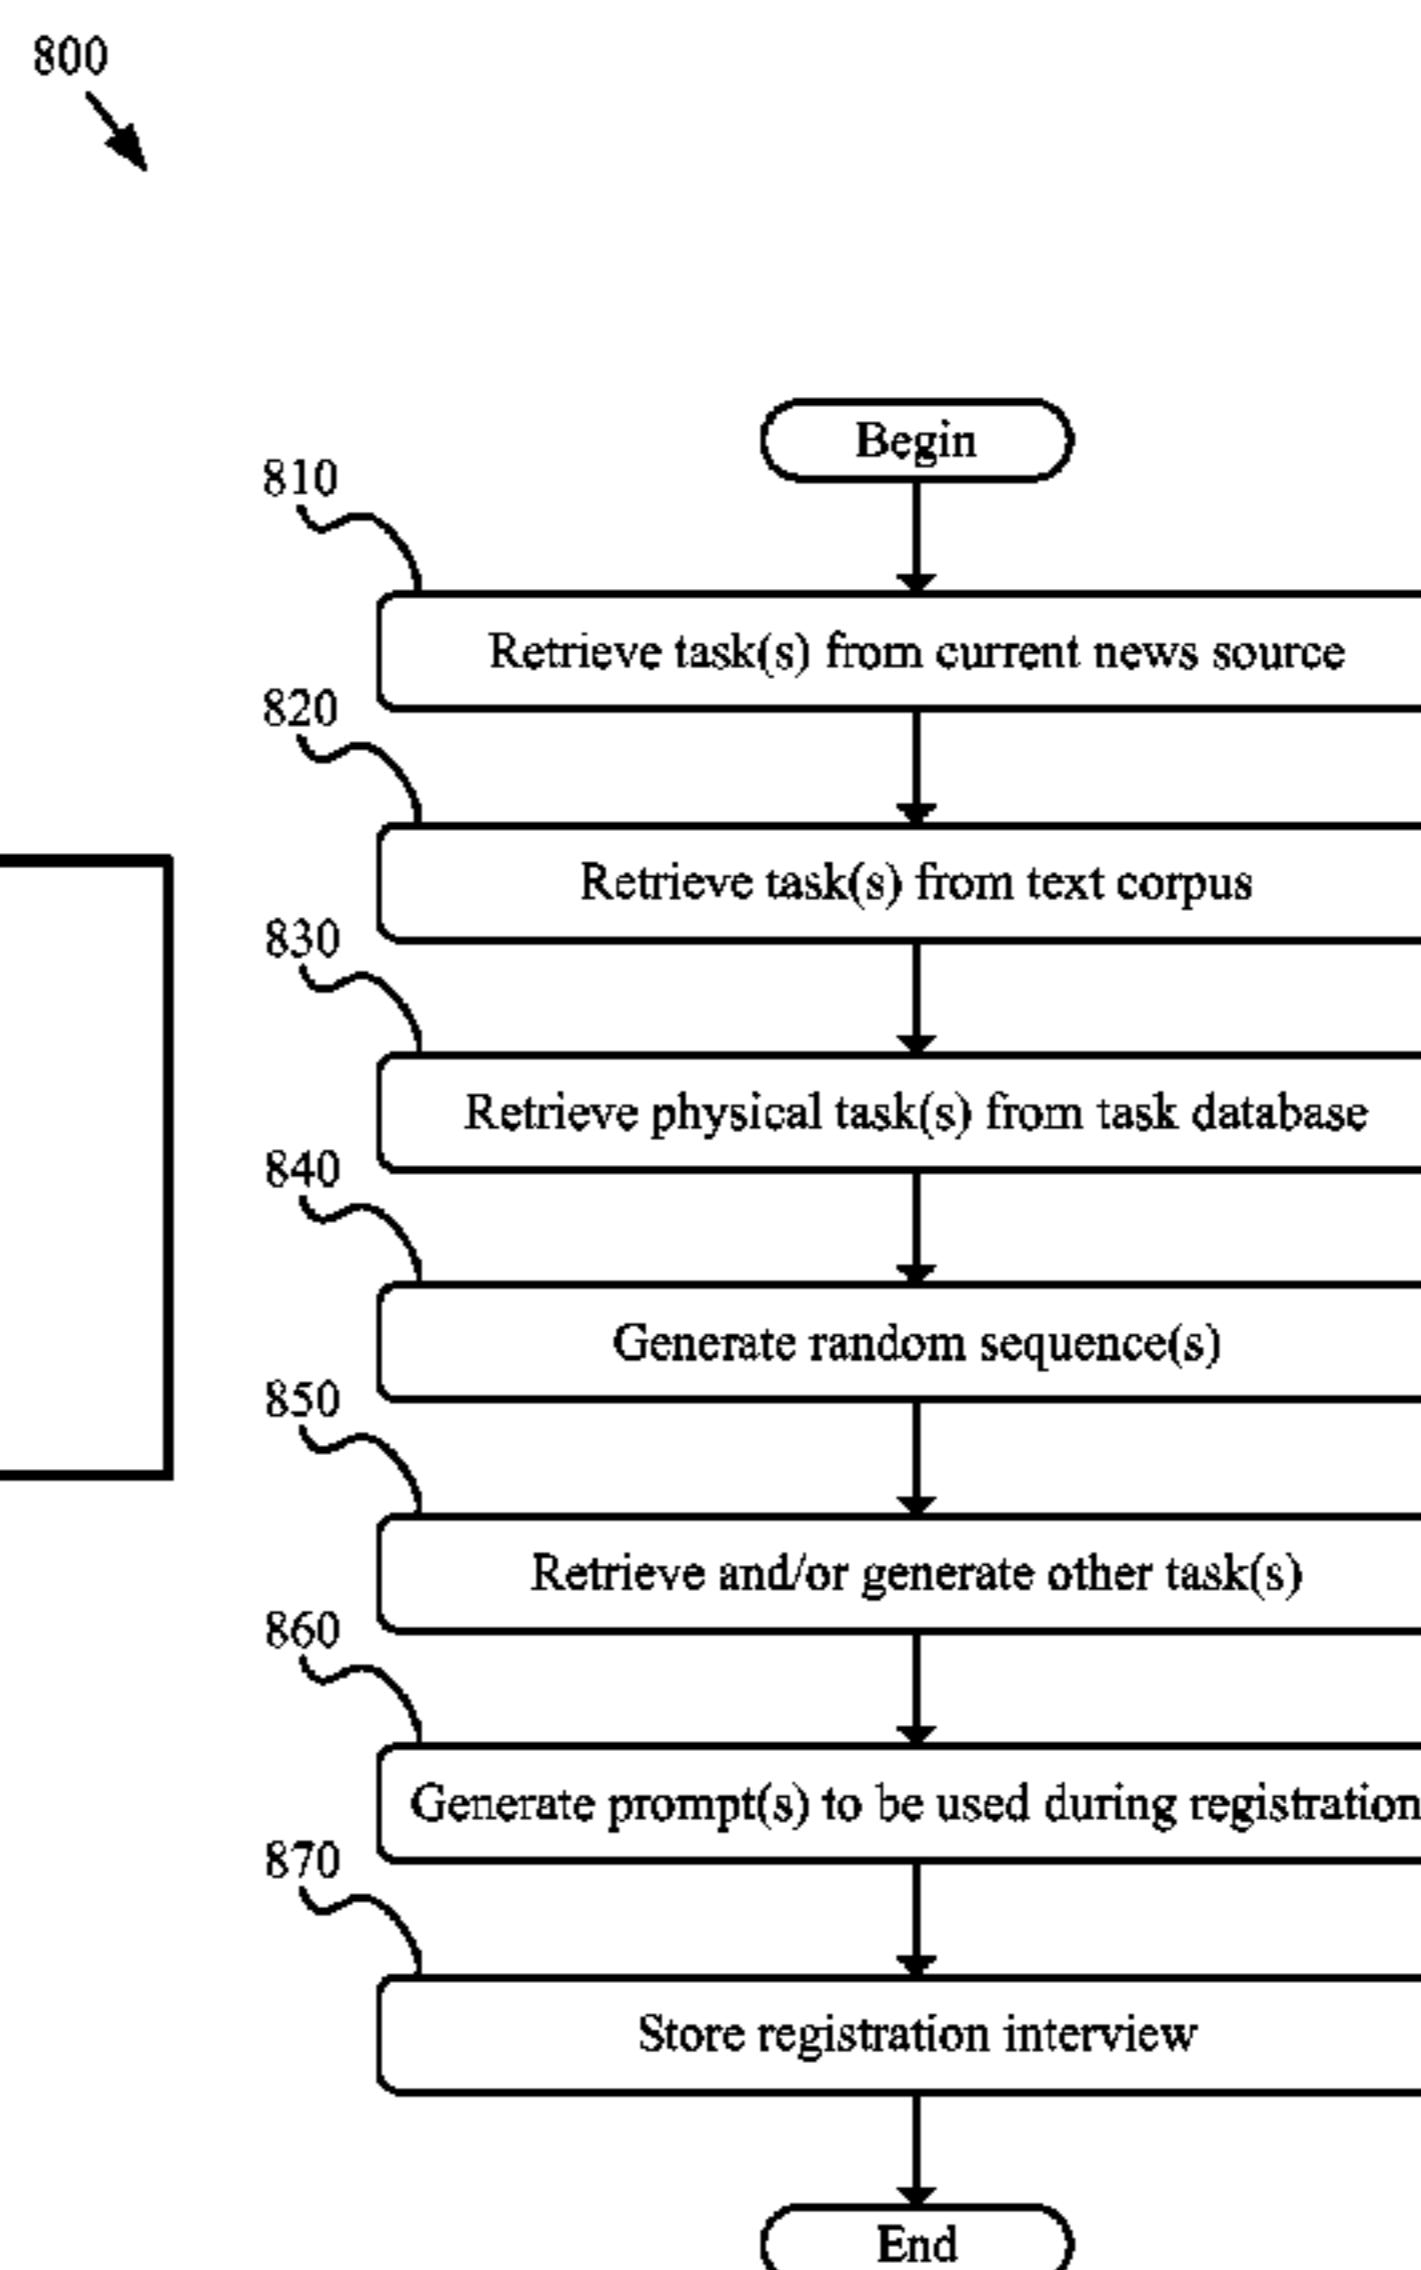 800
Begin
810
Retrieve task(s) from current news source
820
Retrieve task(s) from text corpus
830
Retrieve physical task(s) from task database
840
Generate random sequence(s)
850
Retrieve and/or generate other task(s)
860
Generate prompt(s) to be used during registration
870
Store registration interview
End